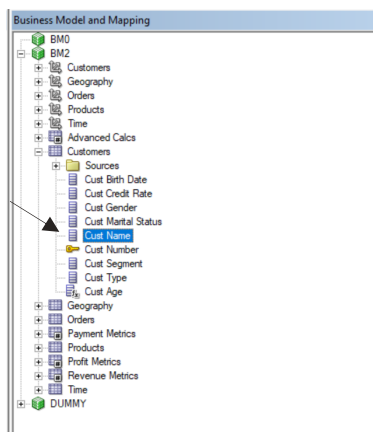 Business Model and Mapping
BM0
BM2
Customers
Geography
Orders
Products
Time
Advanced Calcs
Customers
Sources
Cust Birth Date
Cust Credit Rate
Cust Gender
Cust Marital Status
Cust Name
Cust Number
Cust Segment
Cust Type
Cust Age
Geography
Orders
Payment Metrics
Products
Profit Metrics
Revenue Metrics
Time
DUMMY